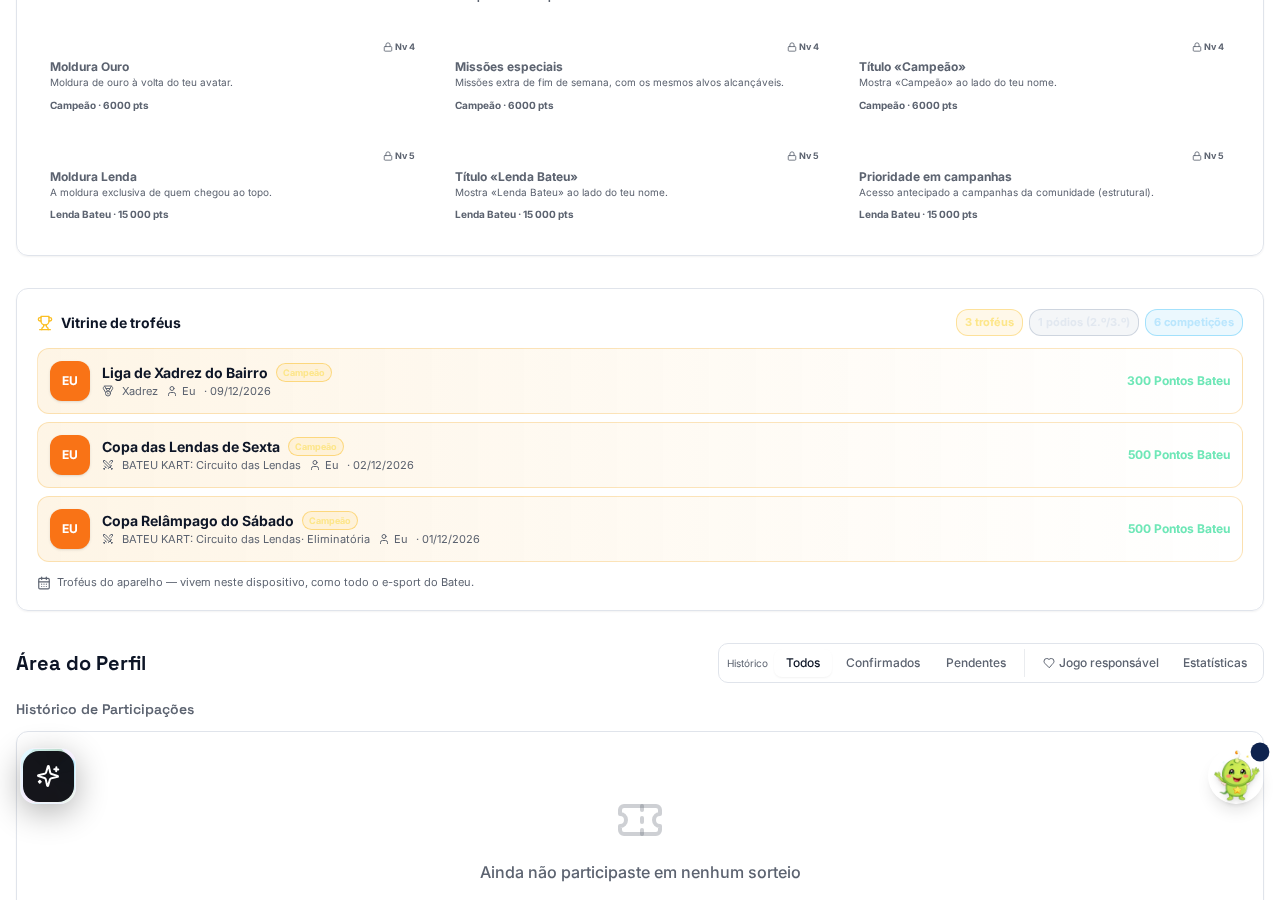 Nv 4
Nv 4
Nv 4
Moldura Ouro
Moldura de ouro à volta do teu avatar.
Campeão · 6000 pts
Missões especiais
Missões extra de fim de semana, com os mesmos alvos alcançáveis.
Campeão · 6000 pts
Título «Campeão»
Mostra «Campeão» ao lado do teu nome.
Campeão · 6000 pts
Nv 5
Nv 5
Nv 5
Moldura Lenda
A moldura exclusiva de quem chegou ao topo.
Lenda Bateu · 15 000 pts
Título «Lenda Bateu»
Mostra «Lenda Bateu» ao lado do teu nome.
Lenda Bateu · 15 000 pts
Prioridade em campanhas
Acesso antecipado a campanhas da comunidade (estrutural).
Lenda Bateu · 15 000 pts
Vitrine de troféus
3 troféus
1 pódios (2.º/3.º)
6 competições
EU
Liga de Xadrez do Bairro Campeão
Xadrez Eu · 09/12/2026
300 Pontos Bateu
EU
Copa das Lendas de Sexta Campeão
BATEU KART: Circuito das Lendas Eu · 02/12/2026
500 Pontos Bateu
EU
Copa Relâmpago do Sábado Campeão
BATEU KART: Circuito das Lendas· Eliminatória Eu · 01/12/2026
500 Pontos Bateu
Troféus do aparelho — vivem neste dispositivo, como todo o e-sport do Bateu.
Área do Perfil
Histórico Todos Confirmados Pendentes Jogo responsável Estatísticas
Histórico de Participações
Ainda não participaste em nenhum sorteio